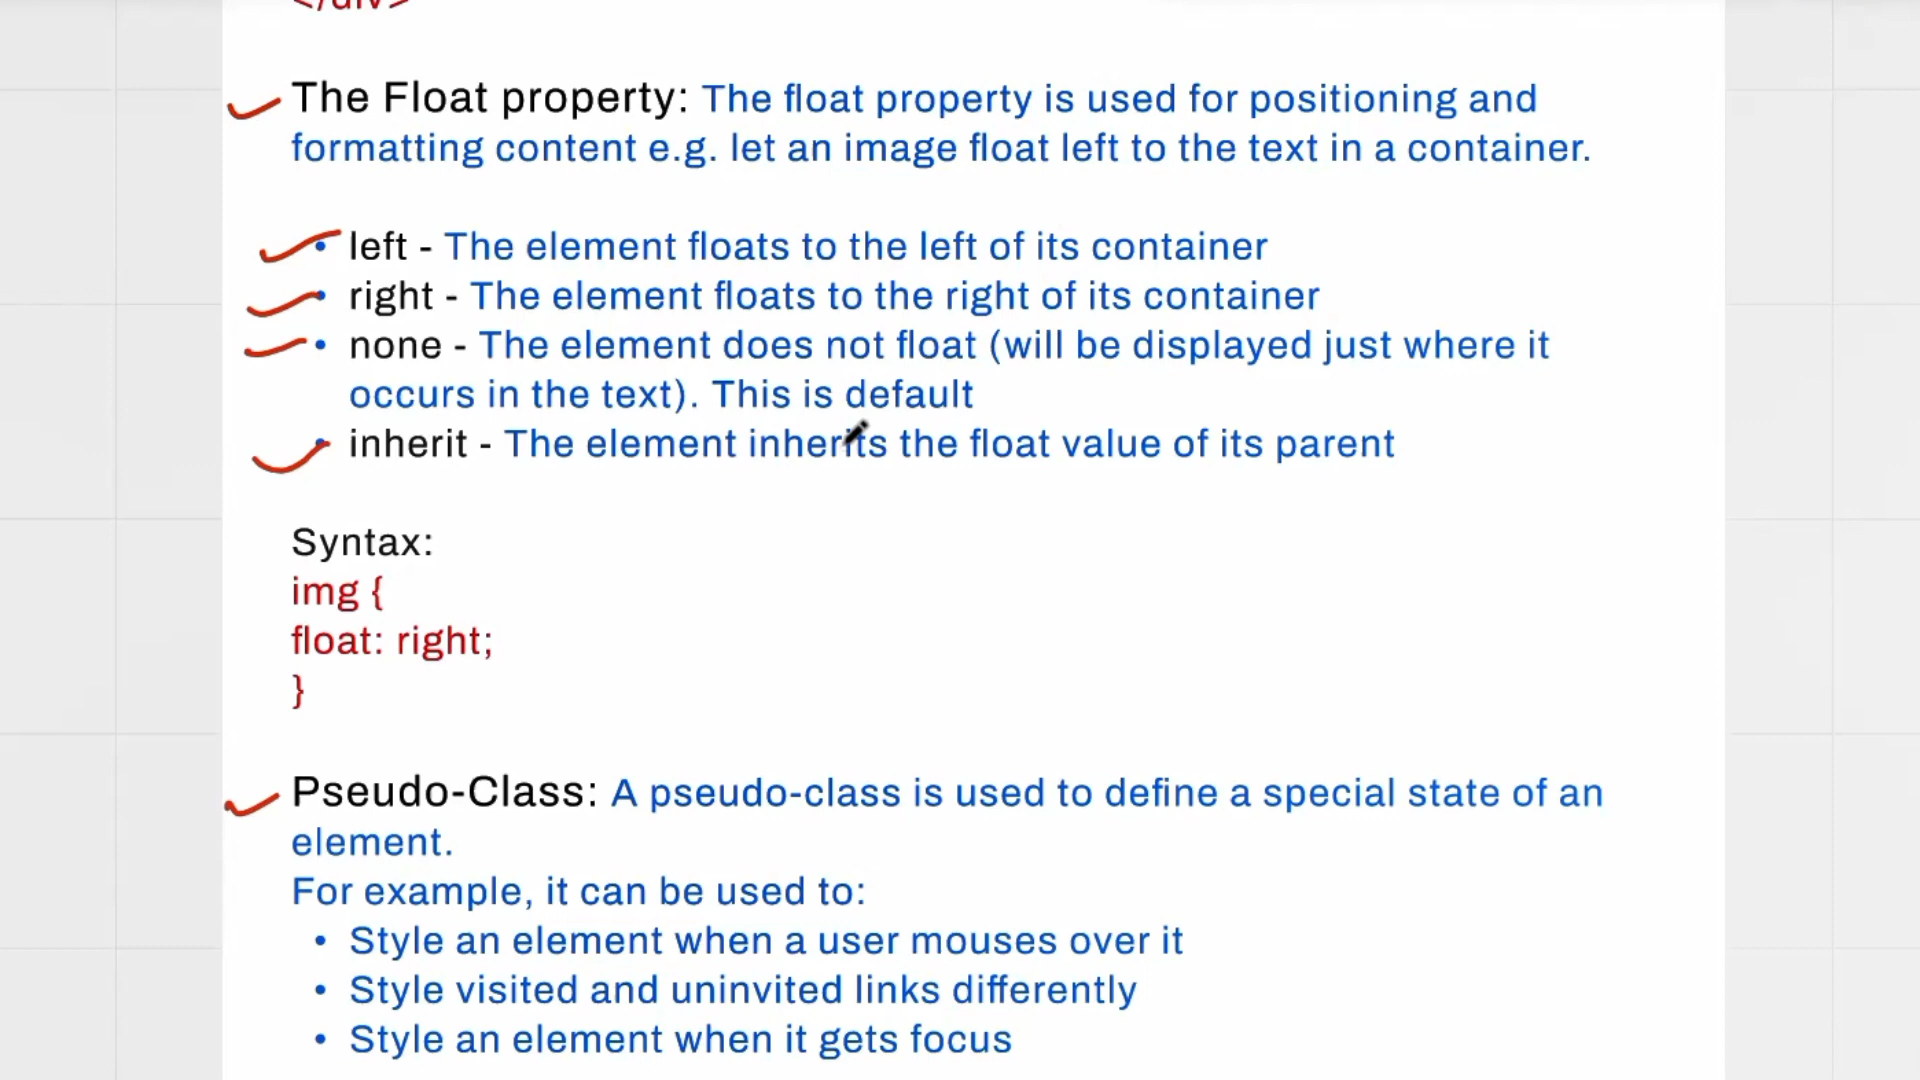 </div>
The Float property: The float property is used for positioning and
formatting content e.g. let an image float left to the text in a container.
• left - The element floats to the left of its container
• right - The element floats to the right of its container
• none - The element does not float (will be displayed just where it
occurs in the text). This is default
• inherit - The element inherits the float value of its parent
Syntax:
img {
float: right;
}
Pseudo-Class: A pseudo-class is used to define a special state of an
element.
For example, it can be used to:
• Style an element when a user mouses over it
• Style visited and uninvited links differently
• Style an element when it gets focus